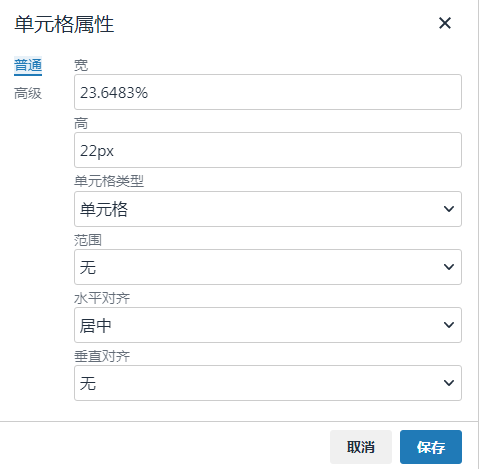 单元格属性
普通
高级
宽
23.6483%
高
22px
单元格类型
单元格
范围
无
水平对齐
居中
垂直对齐
无
取消
保存